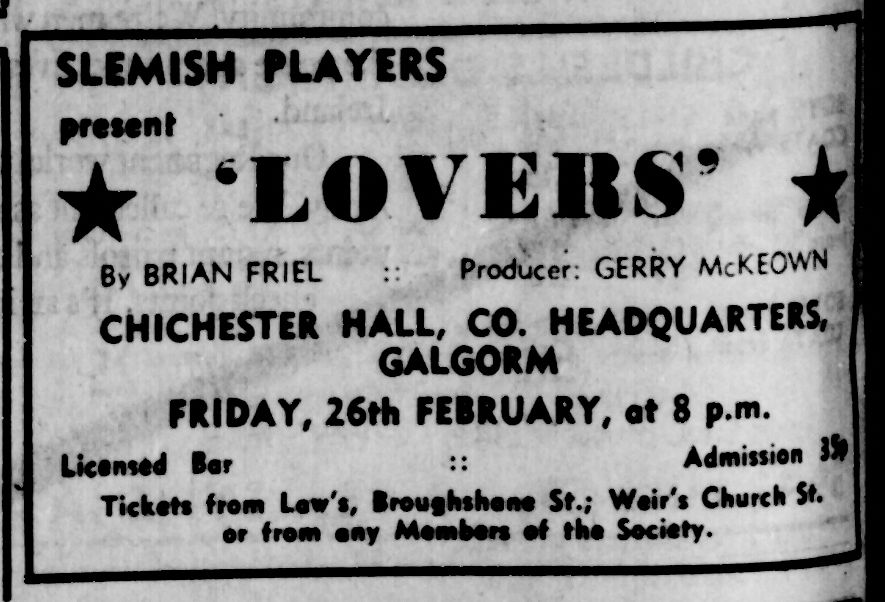 SLEMISH PLAYERS
present
★ 'LOVERS' ★
By BRIAN FRIEL :: Producer: GERRY McKEOWN
CHICHESTER HALL, CO. HEADQUARTERS,
GALGORM
FRIDAY, 26th FEBRUARY, at 8 p.m.
Licensed Bar :: Admission 35p
Tickets from Law's, Broughshane St.; Weir's Church St.
or from any Members of the Society.